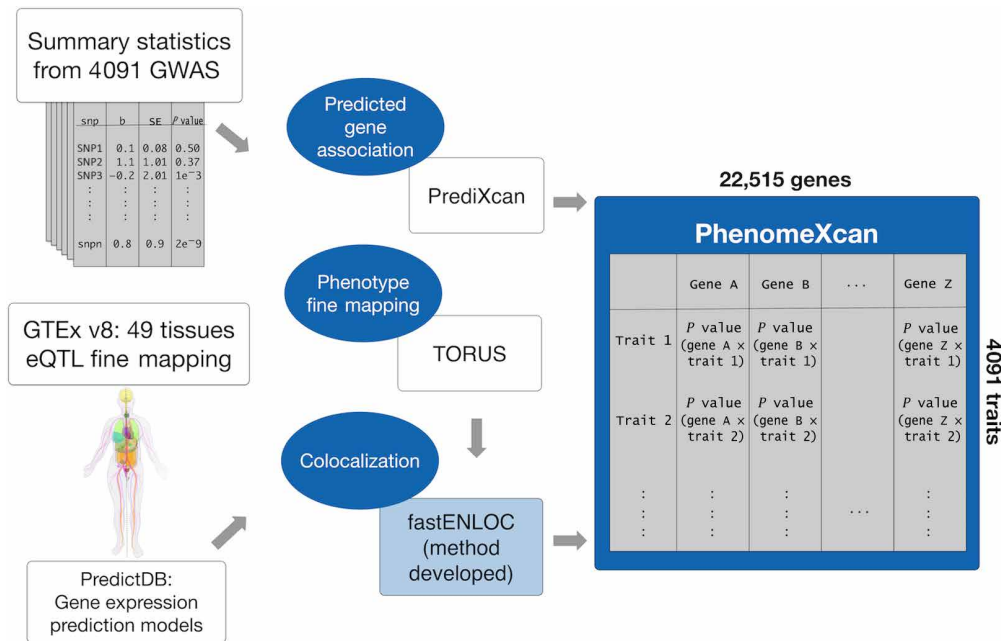 Summary statistics
from 4091 GWAS
snp b SE P value
SNP1 0.1 0.08 0.50
SNP2 1.1 1.01 0.37
SNP3 −0.2 2.01 1e⁻3
: : : :
: : : :
snpn 0.8 0.9 2e⁻9
GTEx v8: 49 tissues
eQTL fine mapping
PredictDB:
Gene expression
prediction models
Predicted
gene
association
PrediXcan
Phenotype
fine mapping
TORUS
Colocalization
fastENLOC
(method
developed)
22,515 genes
PhenomeXcan
Gene A Gene B ... Gene Z
Trait 1
P value
(gene A ×
trait 1)
P value
(gene B ×
trait 1)
P value
(gene Z ×
trait 1)
Trait 2
P value
(gene A ×
trait 2)
P value
(gene B ×
trait 2)
P value
(gene Z ×
trait 2)
: : : ... :
: : : :
4091 traits